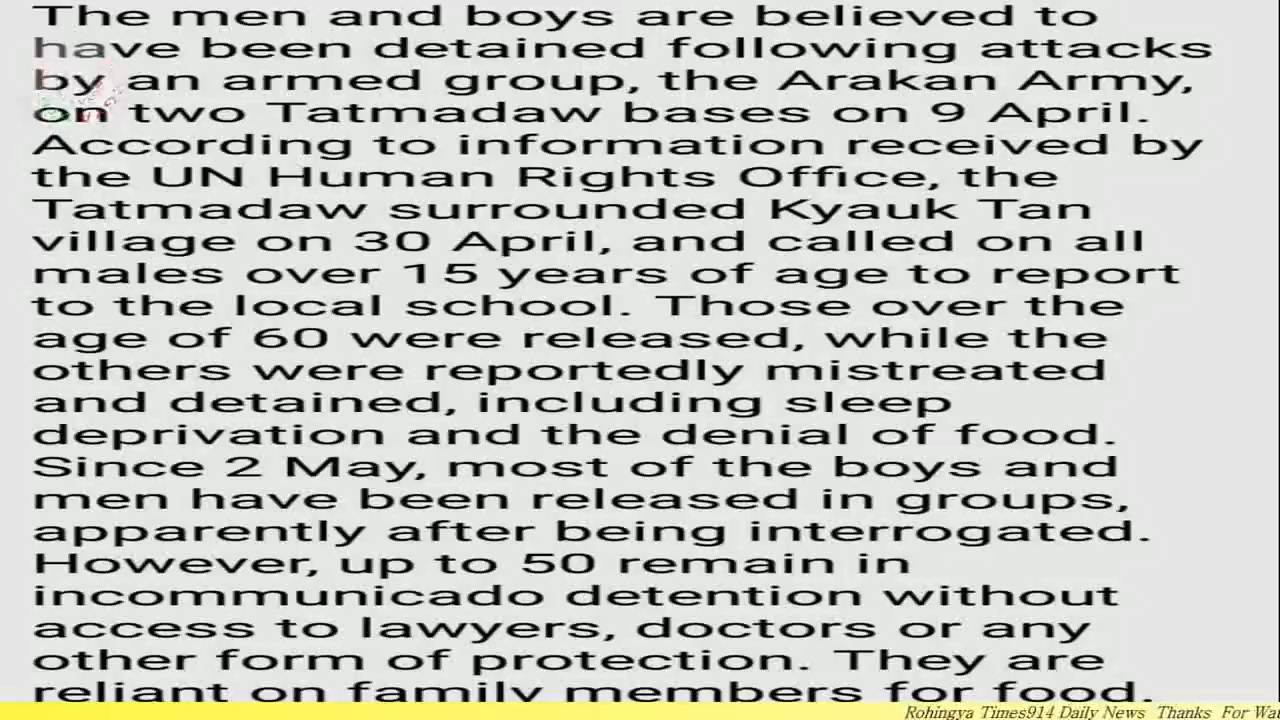 The men and boys are believed to
have been detained following attacks
by an armed group, the Arakan Army,
on two Tatmadaw bases on 9 April.
According to information received by
the UN Human Rights Office, the
Tatmadaw surrounded Kyauk Tan
village on 30 April, and called on all
males over 15 years of age to report
to the local school. Those over the
age of 60 were released, while the
others were reportedly mistreated
and detained, including sleep
deprivation and the denial of food.
Since 2 May, most of the boys and
men have been released in groups,
apparently after being interrogated.
However, up to 50 remain in
incommunicado detention without
access to lawyers, doctors or any
other form of protection. They are
reliant on family members for food.
Rohingya Times914 Daily News Thanks For